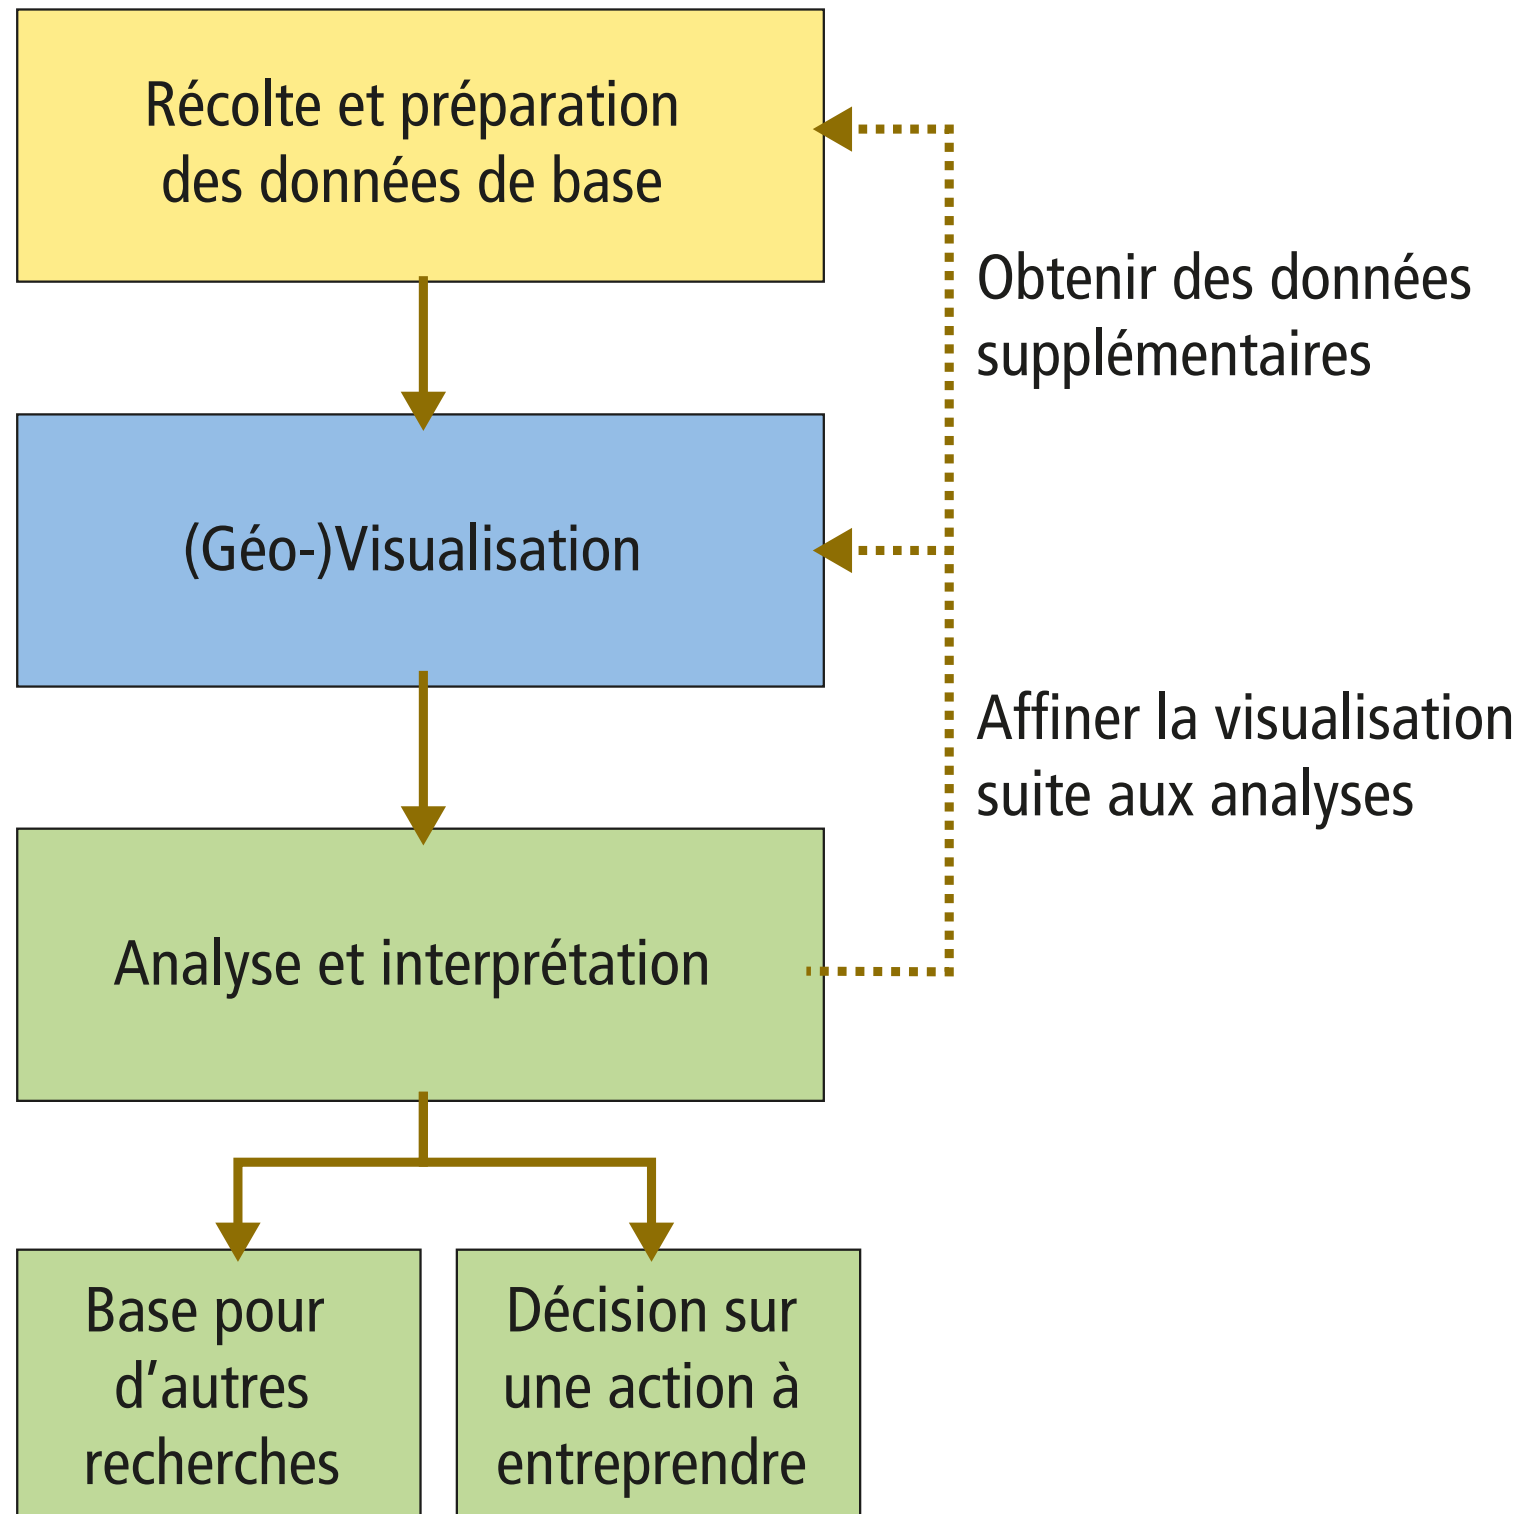 Récolte et préparation
des données de base
Obtenir des données
supplémentaires
(Géo-)Visualisation
Affiner la visualisation
suite aux analyses
Analyse et interprétation
Base pour
d’autres
recherches
Décision sur
une action à
entreprendre